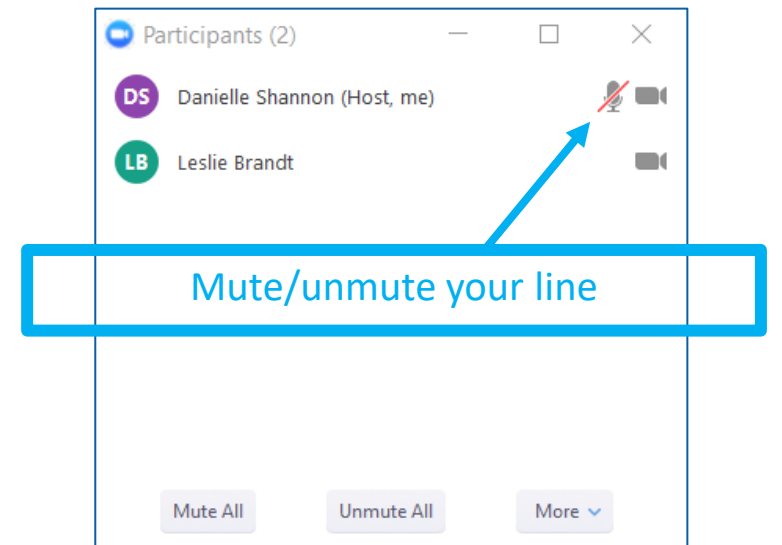 Participants (2)
DS Danielle Shannon (Host, me)
LB Leslie Brandt
Mute/unmute your line
Mute All Unmute All More